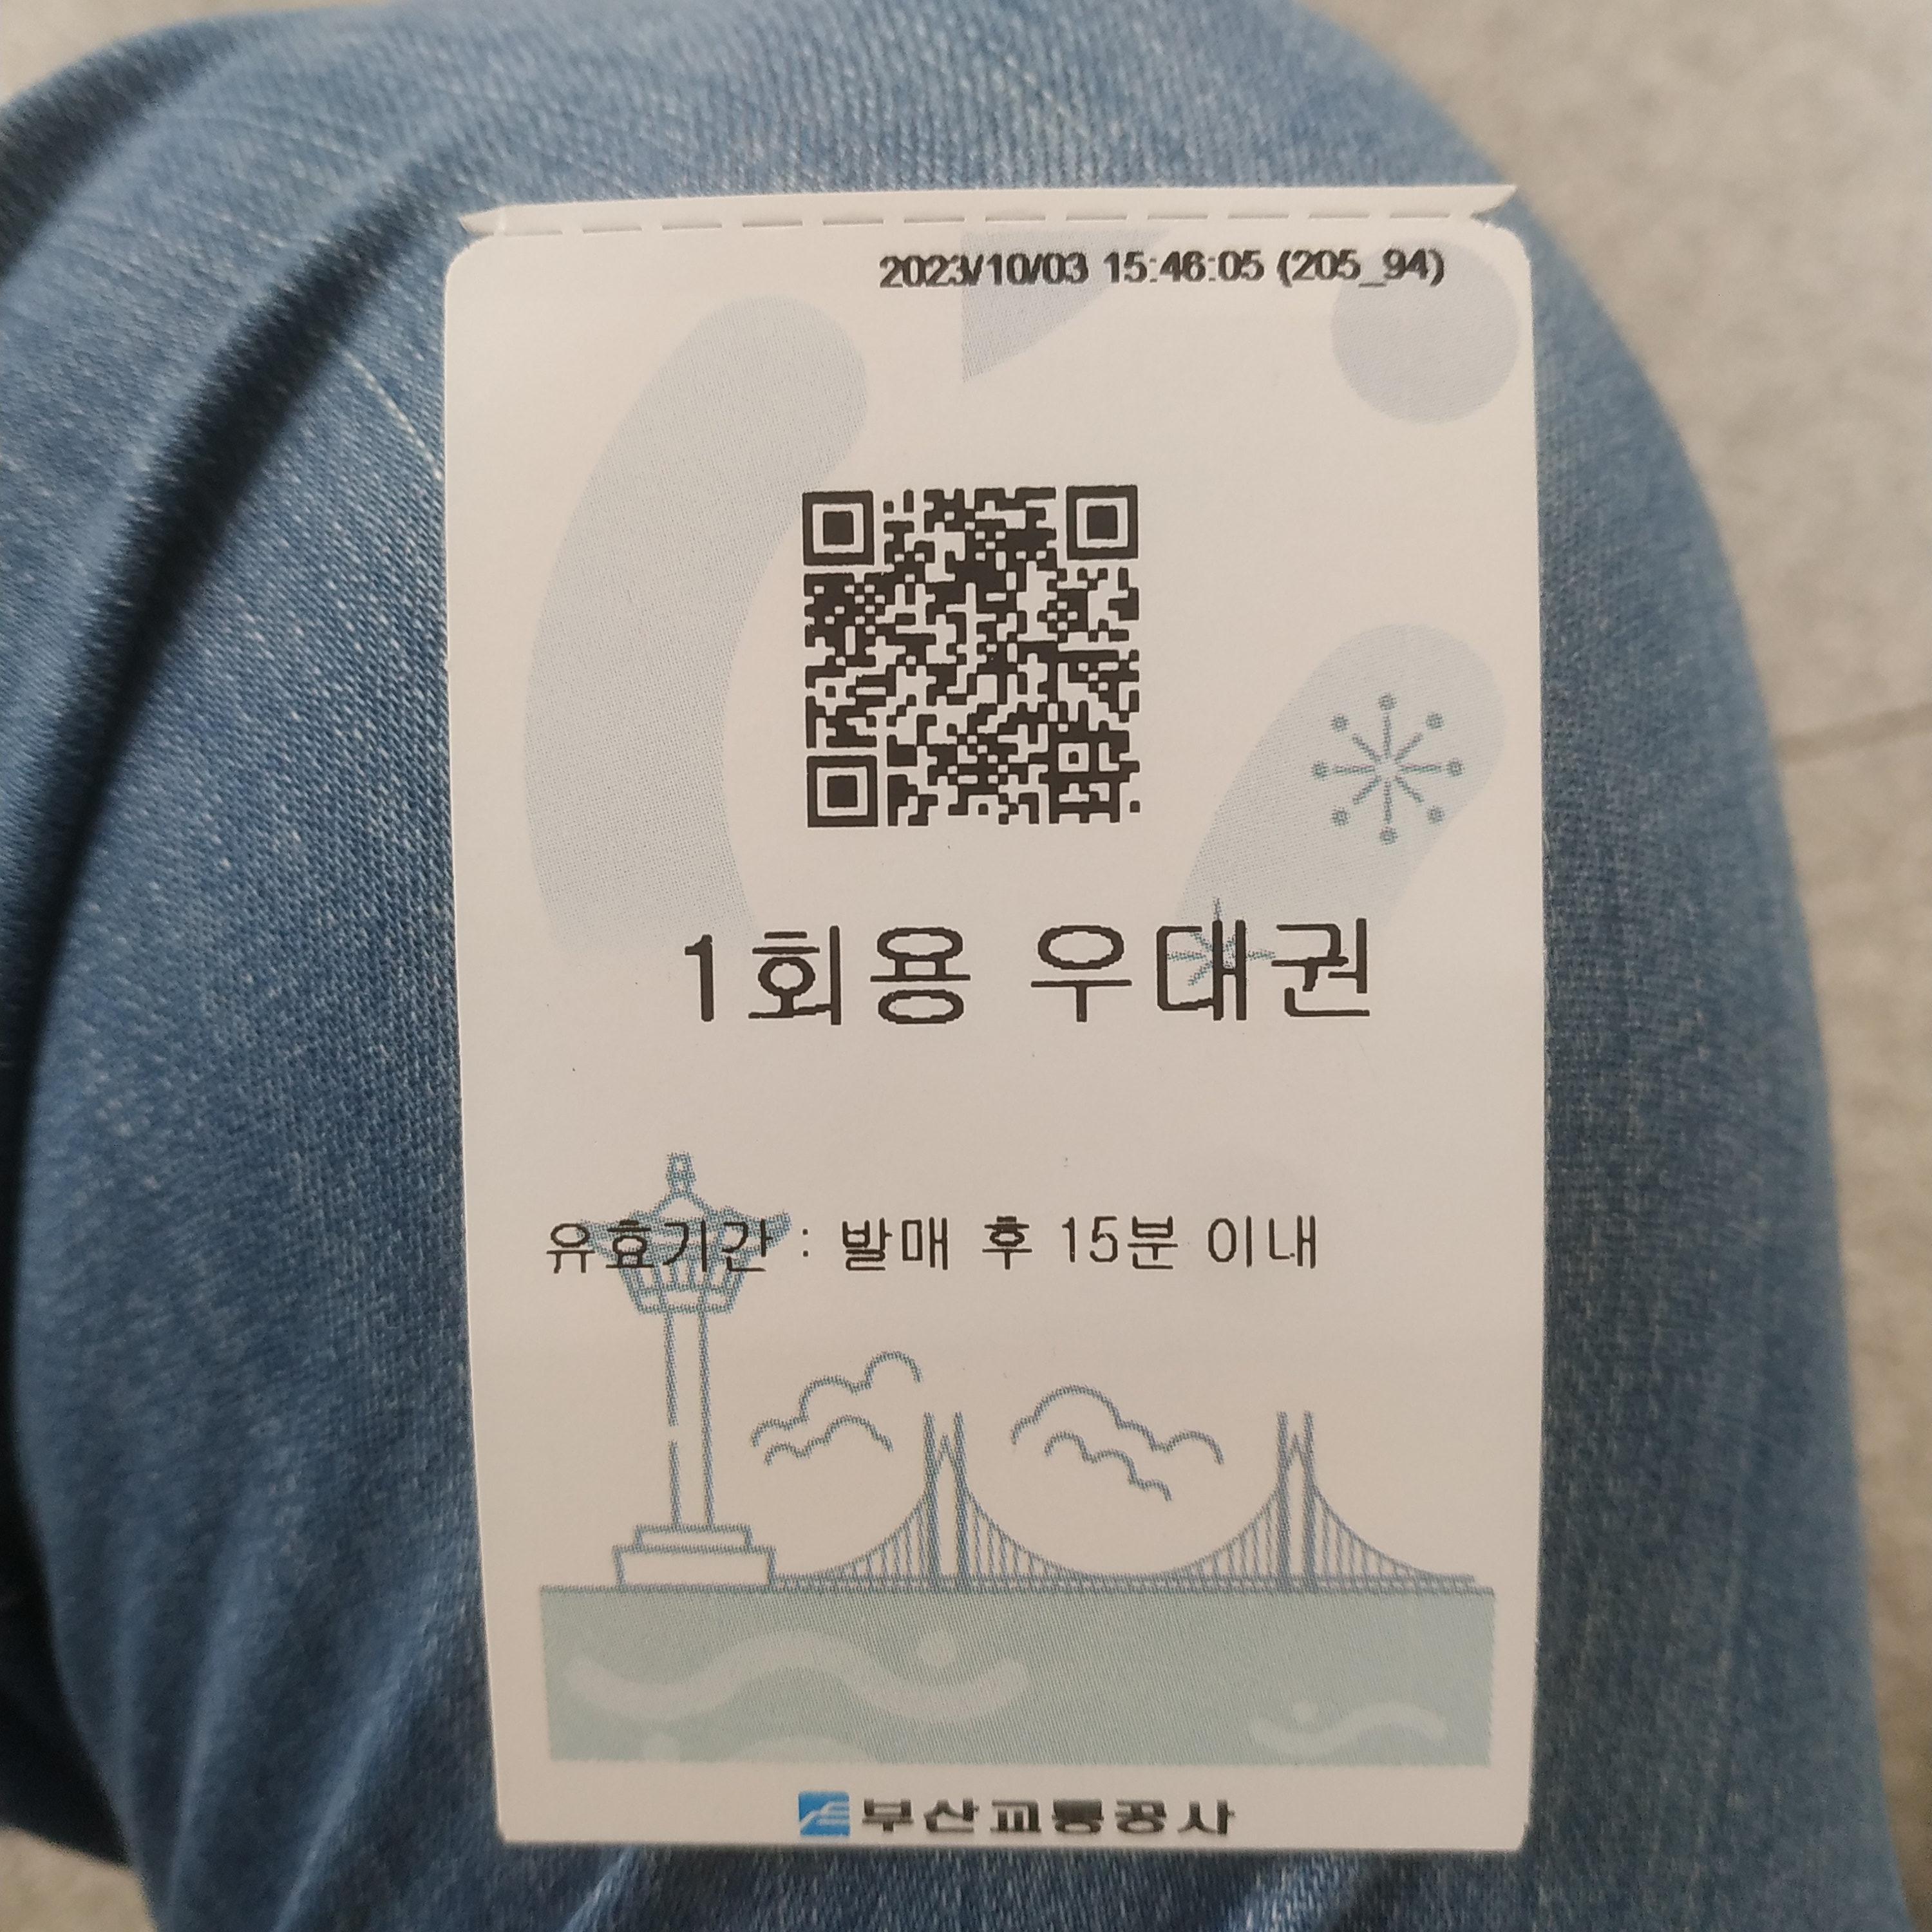 2023/10/03 15:46:05 (205_94)
1회용 우대권
유효기간 : 발매 후 15분 이내
부산교통공사